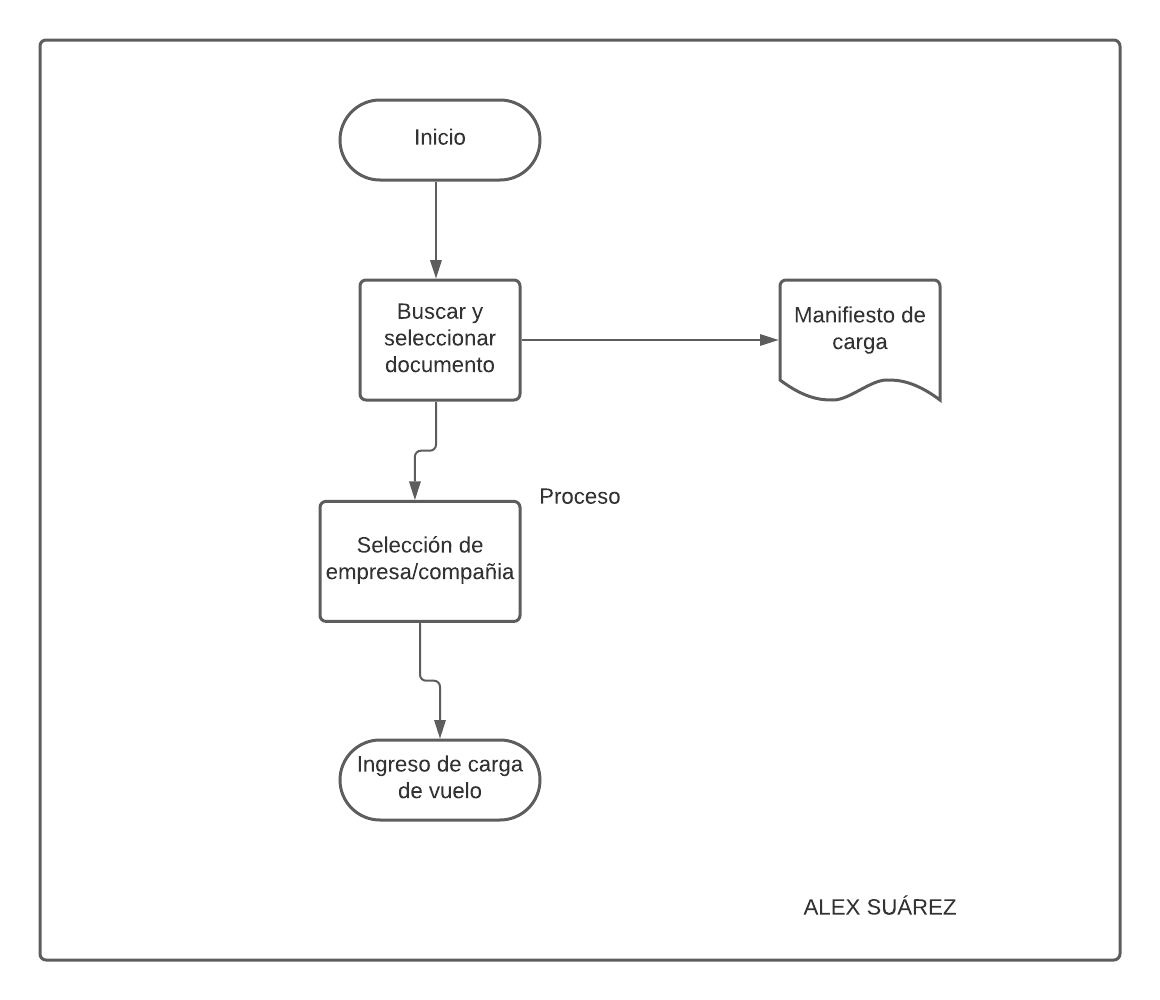 Inicio
Buscar y
seleccionar
documento
Manifiesto de
carga
Proceso
Selección de
empresa/compañia
Ingreso de carga
de vuelo
ALEX SUÁREZ